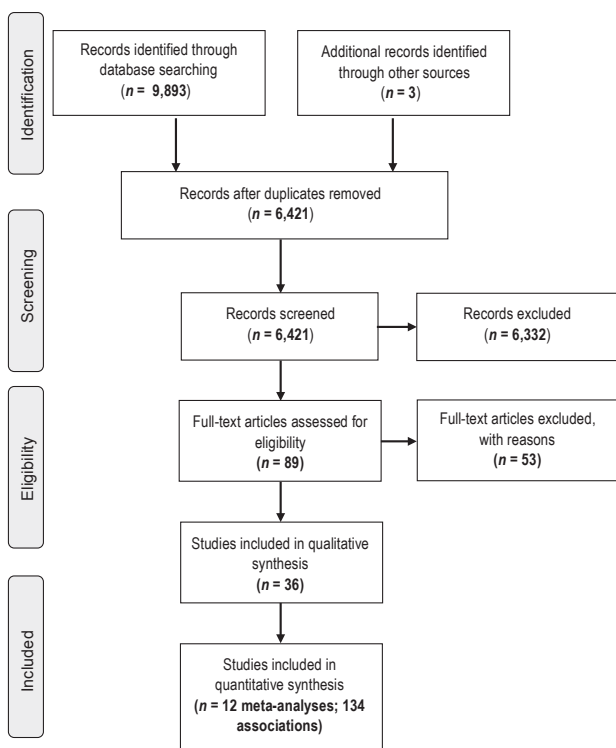 Identification
Records identified through
database searching
(n = 9,893)
Additional records identified
through other sources
(n = 3)
Records after duplicates removed
(n = 6,421)
Screening
Records screened
(n = 6,421)
Records excluded
(n = 6,332)
Eligibility
Full-text articles assessed for
eligibility
(n = 89)
Full-text articles excluded,
with reasons
(n = 53)
Studies included in qualitative
synthesis
(n = 36)
Included
Studies included in
quantitative synthesis
(n = 12 meta-analyses; 134
associations)